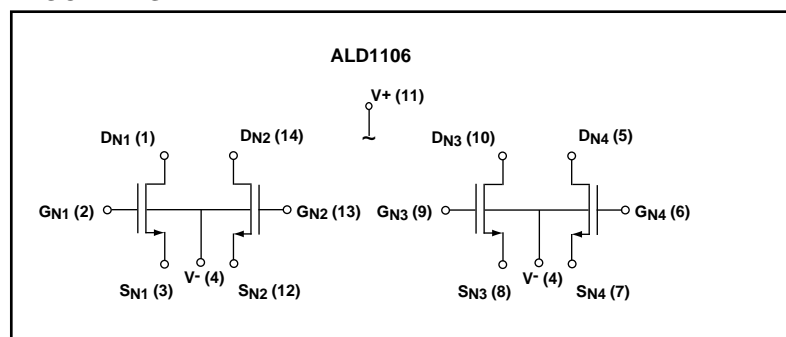 ALD1106
V+ (11)
DN1 (1)
DN2 (14)
DN3 (10)
DN4 (5)
~
GN1 (2)
GN2 (13)
GN3 (9)
GN4 (6)
V- (4)
V- (4)
SN1 (3)
SN2 (12)
SN3 (8)
SN4 (7)